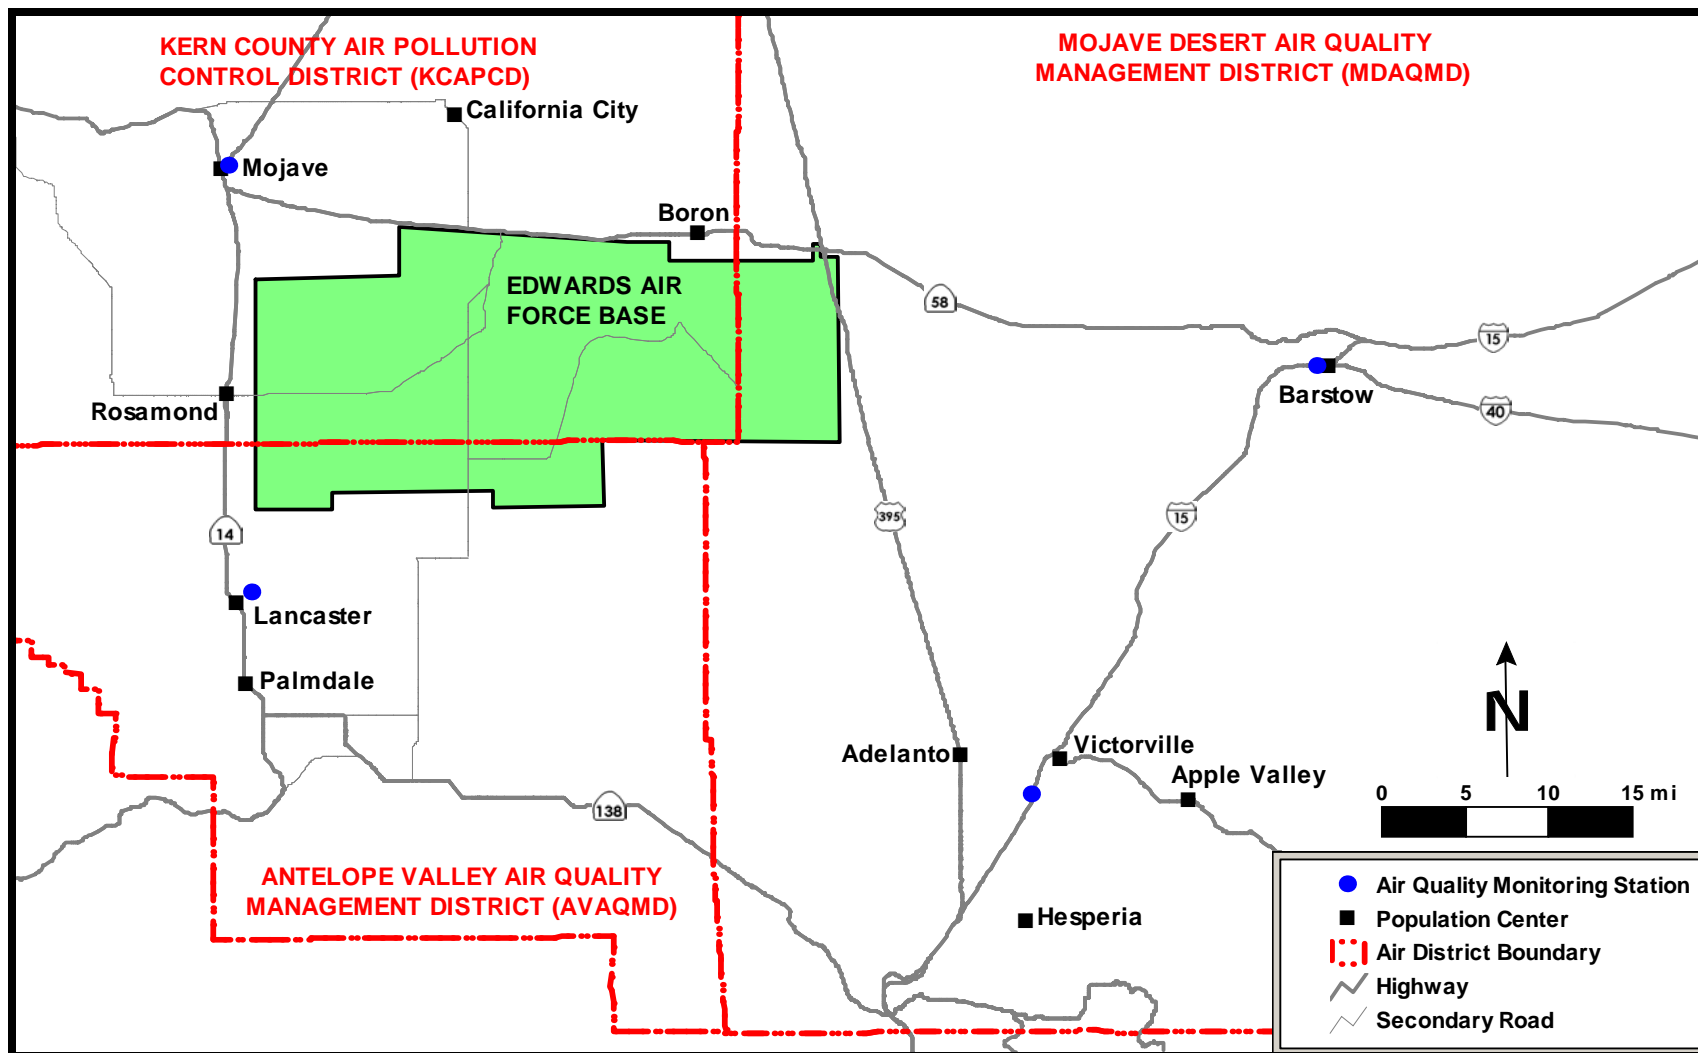 KERN COUNTY AIR POLLUTION
CONTROL DISTRICT (KCAPCD)
MOJAVE DESERT AIR QUALITY
MANAGEMENT DISTRICT (MDAQMD)
California City
Mojave
Boron
EDWARDS AIR
FORCE BASE
58
15
Rosamond
Barstow
40
14
395
15
Lancaster
Palmdale
N
Adelanto
Victorville
Apple Valley
0 5 10 15 mi
138
ANTELOPE VALLEY AIR QUALITY
MANAGEMENT DISTRICT (AVAQMD)
Hesperia
Air Quality Monitoring Station
Population Center
Air District Boundary
Highway
Secondary Road